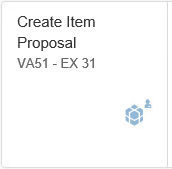 Create Item
Proposal
VA51 - EX 31